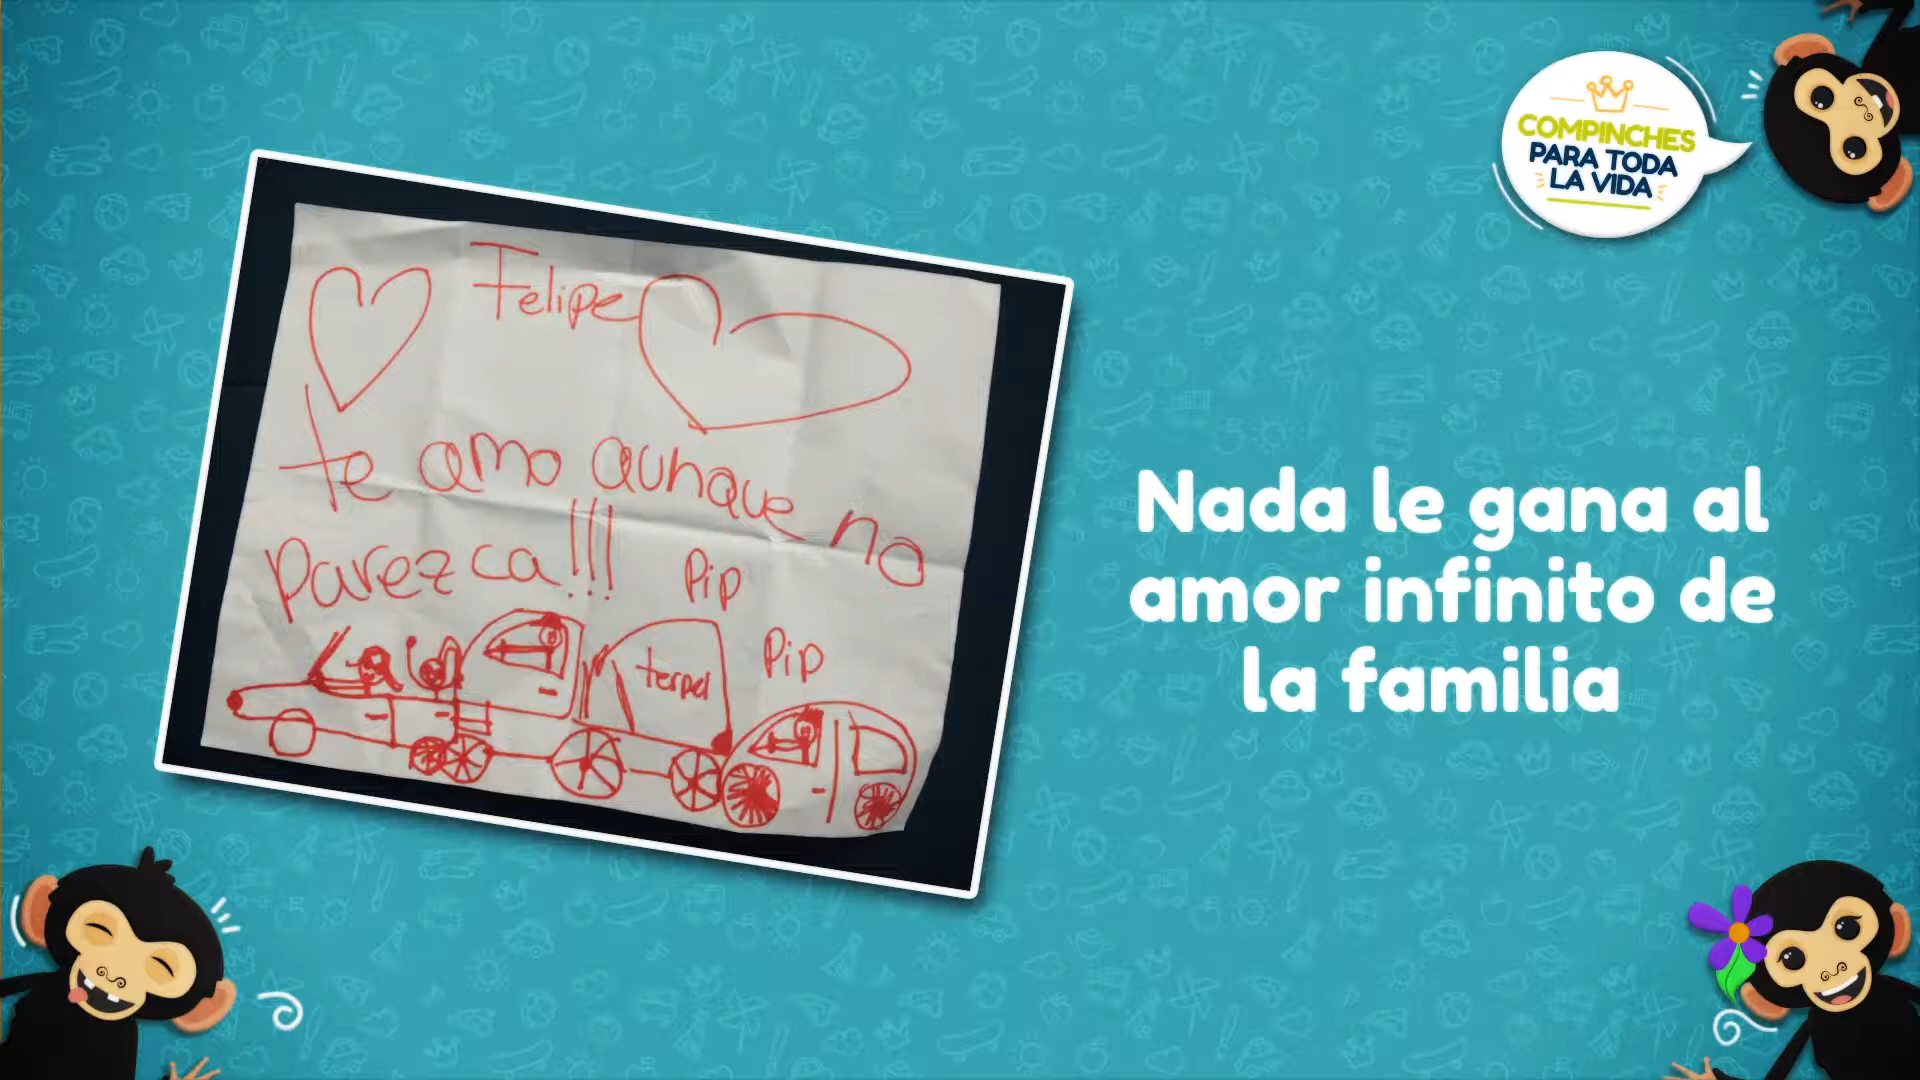 COMPINCHES
PARA TODA
LA VIDA
Felipe
te amo aunque no
parezca!!!
Pip
Pip
terpel
Nada le gana al
amor infinito de
la familia